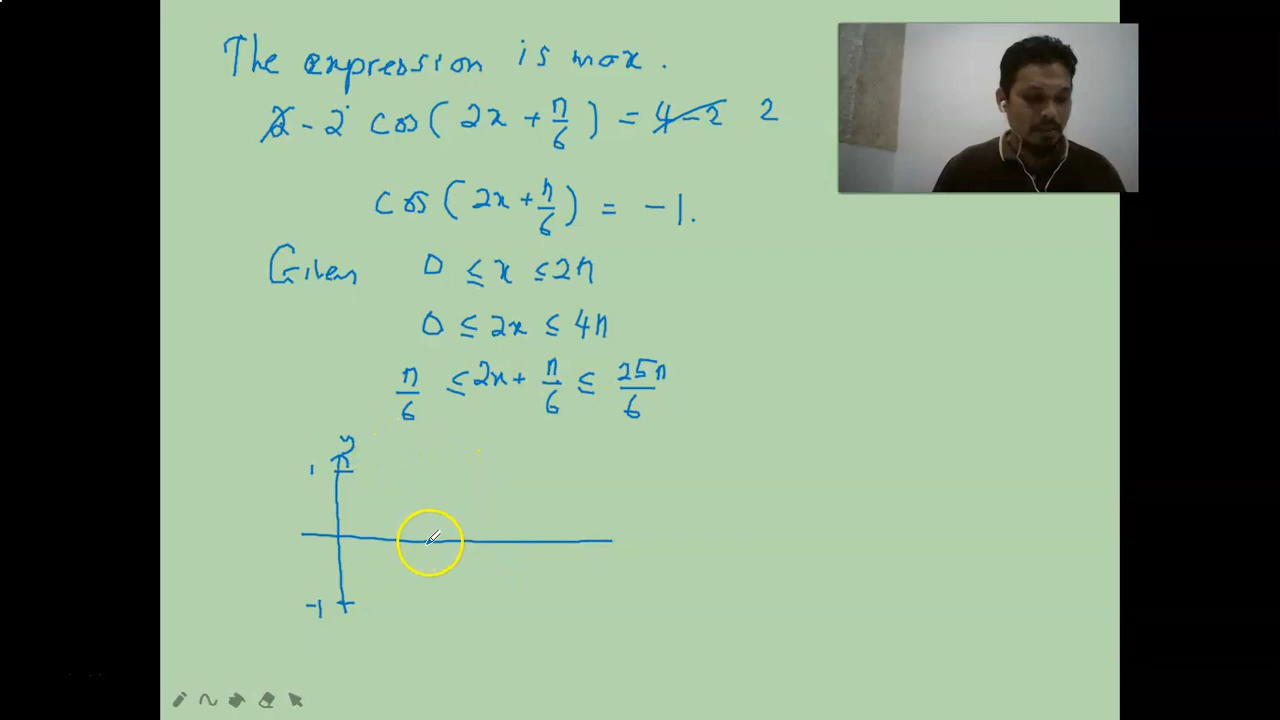 The expression is max.
2 - 2 cos(2x + π/6) = 4 - 2 2
cos(2x + π/6) = -1.
Given 0 ≤ x ≤ 2π
0 ≤ 2x ≤ 4π
π/6 ≤ 2x + π/6 ≤ 25π/6
y
1
-1